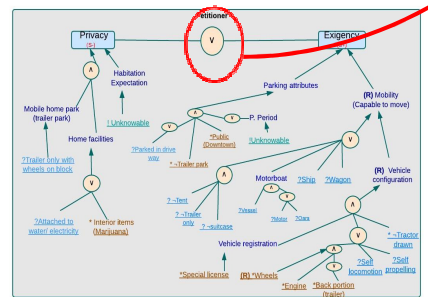 etitioner
Privacy
(S-)
v
Exigency
Habitation
Expectation
Parking attributes
(R) Mobility
(Capable to move)
Mobile home park
(trailer park)
!Unknowable
P. Period
Home facilities
?Parked in drive
way
*Public
(Downtown)
!Unknowable
* ¬Trailer park
?Trailer only with
wheels on block
Motorboat
?Ship
?Wagon
(R) Vehicle
configuration
?Attached to
water/ electricity
* Interior items
(Marijuana)
? ¬Tent
? ¬Trailer
only
? ¬suitcase
?Vessel
?Motor
?Oars
Vehicle registration
* ¬Tractor
drawn
*Special license
(R) *Wheels
?Self
locomotion
?Self
propelling
*Engine
*Back portion
(trailer)